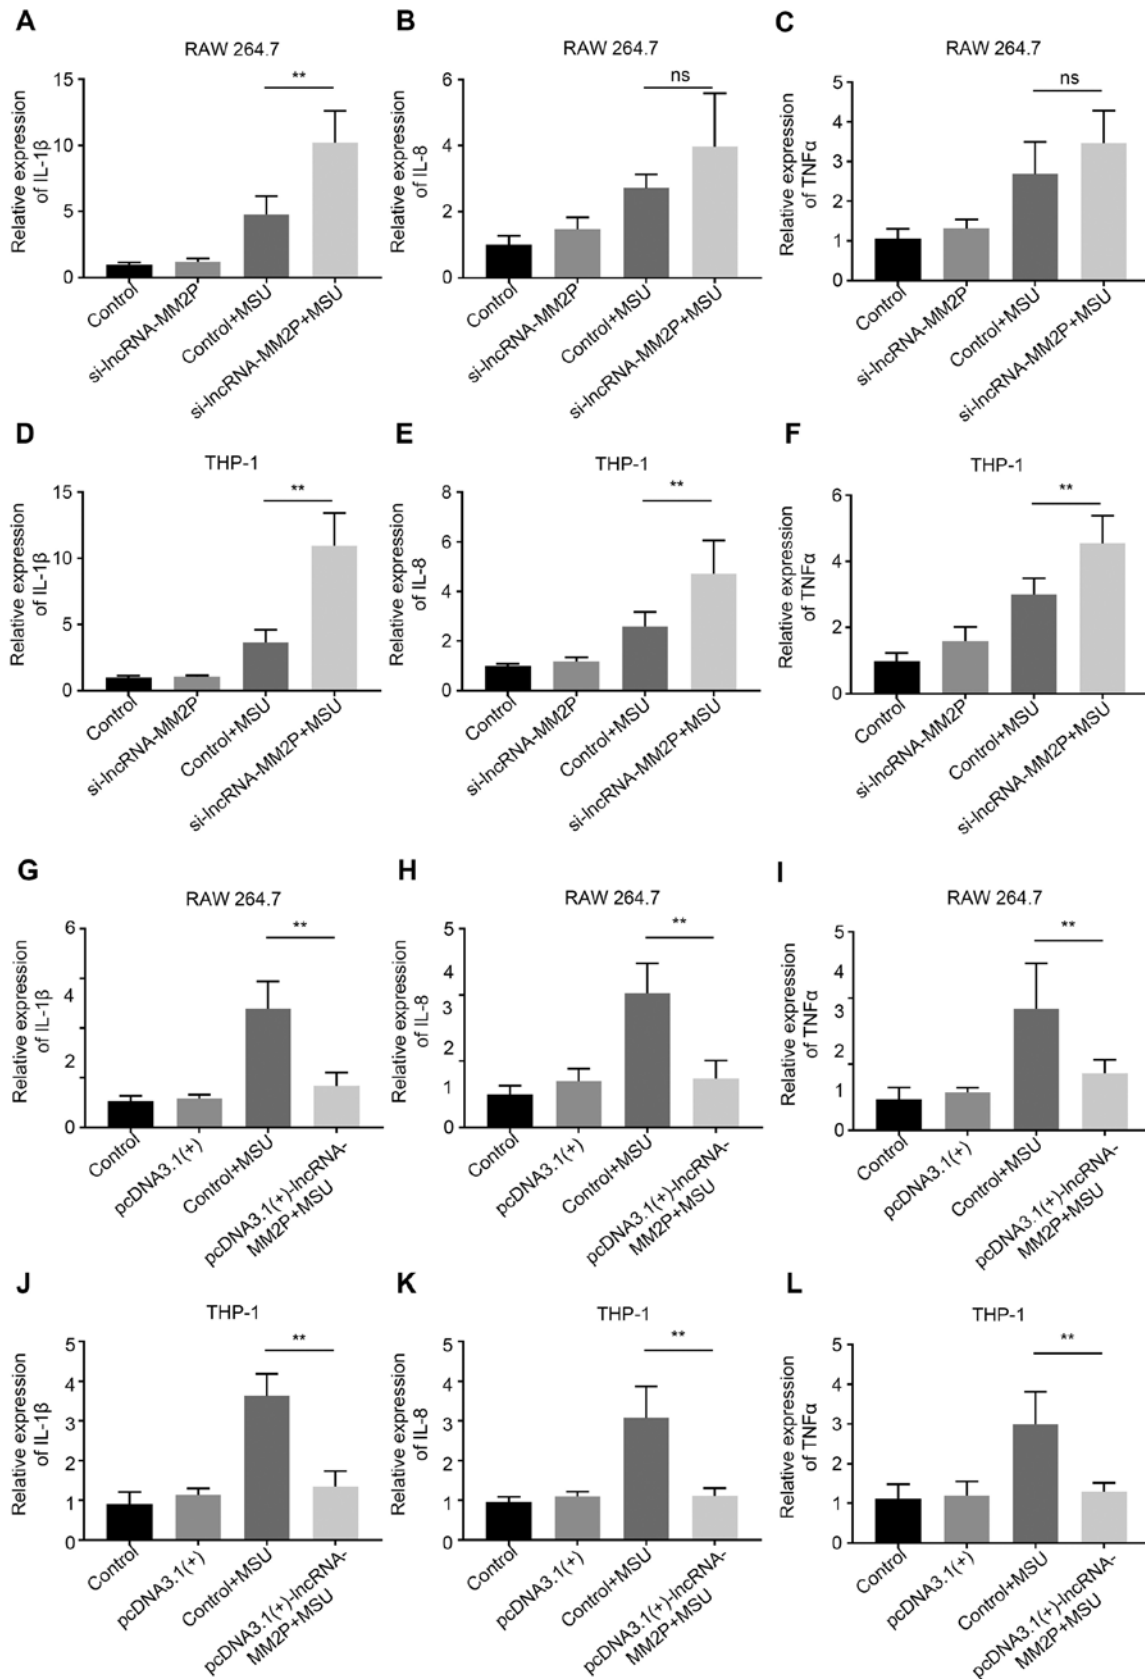 A
RAW 264.7
Relative expression
of IL-1β
15
10
5
0
**
Control
si-lncRNA-MM2P
Control+MSU
si-lncRNA-MM2P+MSU
B
RAW 264.7
Relative expression
of IL-8
6
4
2
0
ns
Control
si-lncRNA-MM2P
Control+MSU
si-lncRNA-MM2P+MSU
C
RAW 264.7
Relative expression
of TNFα
5
4
3
2
1
0
ns
Control
si-lncRNA-MM2P
Control+MSU
si-lncRNA-MM2P+MSU
D
THP-1
Relative expression
of IL-1β
15
10
5
0
**
Control
si-lncRNA-MM2P
Control+MSU
si-lncRNA-MM2P+MSU
E
THP-1
Relative expression
of IL-8
8
6
4
2
0
**
Control
si-lncRNA-MM2P
Control+MSU
si-lncRNA-MM2P+MSU
F
THP-1
Relative expression
of TNFα
6
4
2
0
**
Control
si-lncRNA-MM2P
Control+MSU
si-lncRNA-MM2P+MSU
G
RAW 264.7
Relative expression
of IL-1β
6
4
2
0
**
Control
pcDNA3.1(+)
Control+MSU
pcDNA3.1(+)-lncRNA-
MM2P+MSU
H
RAW 264.7
Relative expression
of IL-8
5
4
3
2
1
0
**
Control
pcDNA3.1(+)
Control+MSU
pcDNA3.1(+)-lncRNA-
MM2P+MSU
I
RAW 264.7
Relative expression
of TNFα
5
4
3
2
1
0
**
Control
pcDNA3.1(+)
Control+MSU
pcDNA3.1(+)-lncRNA-
MM2P+MSU
J
THP-1
Relative expression
of IL-1β
5
4
3
2
1
0
**
Control
pcDNA3.1(+)
Control+MSU
pcDNA3.1(+)-lncRNA-
MM2P+MSU
K
THP-1
Relative expression
of IL-8
5
4
3
2
1
0
**
Control
pcDNA3.1(+)
Control+MSU
pcDNA3.1(+)-lncRNA-
MM2P+MSU
L
THP-1
Relative expression
of TNFα
5
4
3
2
1
0
**
Control
pcDNA3.1(+)
Control+MSU
pcDNA3.1(+)-lncRNA-
MM2P+MSU